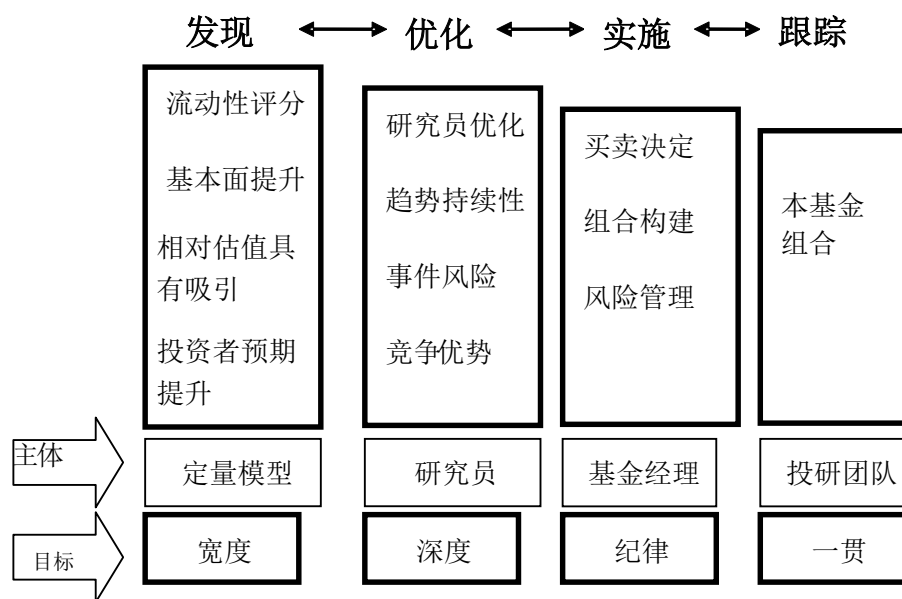 发现 优化 实施 跟踪
流动性评分
基本面提升
相对估值具
有吸引
投资者预期
提升
研究员优化
趋势持续性
事件风险
竞争优势
买卖决定
组合构建
风险管理
本基金
组合
主体 定量模型 研究员 基金经理 投研团队
目标 宽度 深度 纪律 一贯